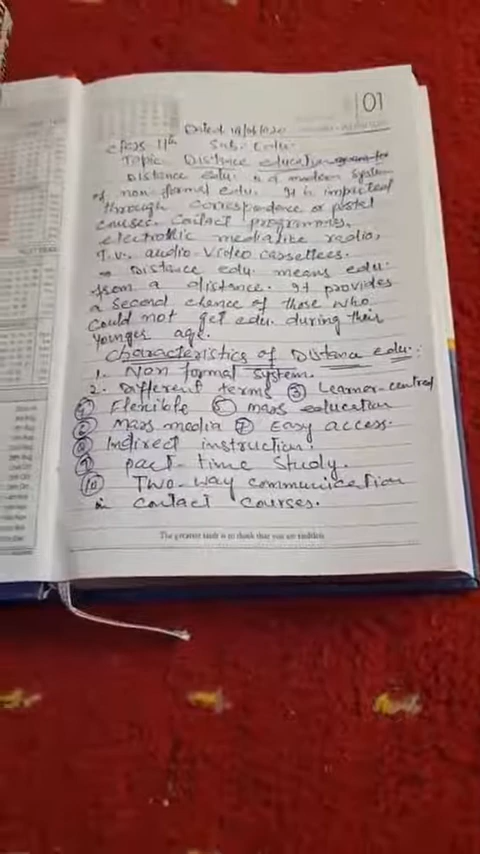 01
Dated 14/06/2020
Class 11th Sub: Edu:
Topic Distance education
Distance edu: is a modern system
of non formal edu. It is imparted
through correspondence or postel
courses. Contact programmes,
electronic media like radio,
T.V. audio-video cassettees.
→ Distance edu. means edu:
from a distance. It provides
a second chance of those who
could not get edu. during their
younger age.
Characteristics of Distance edu:
1. Non formal system.
2. Different terms ③ Learner-centred
④ Flexible ⑤ mass education
⑥ Mass media ⑦ Easy access.
⑧ Indirect instruction.
⑨ part-time study.
⑩ Two-way communication
in contact courses.
The greatest fault is to think that you are faultless